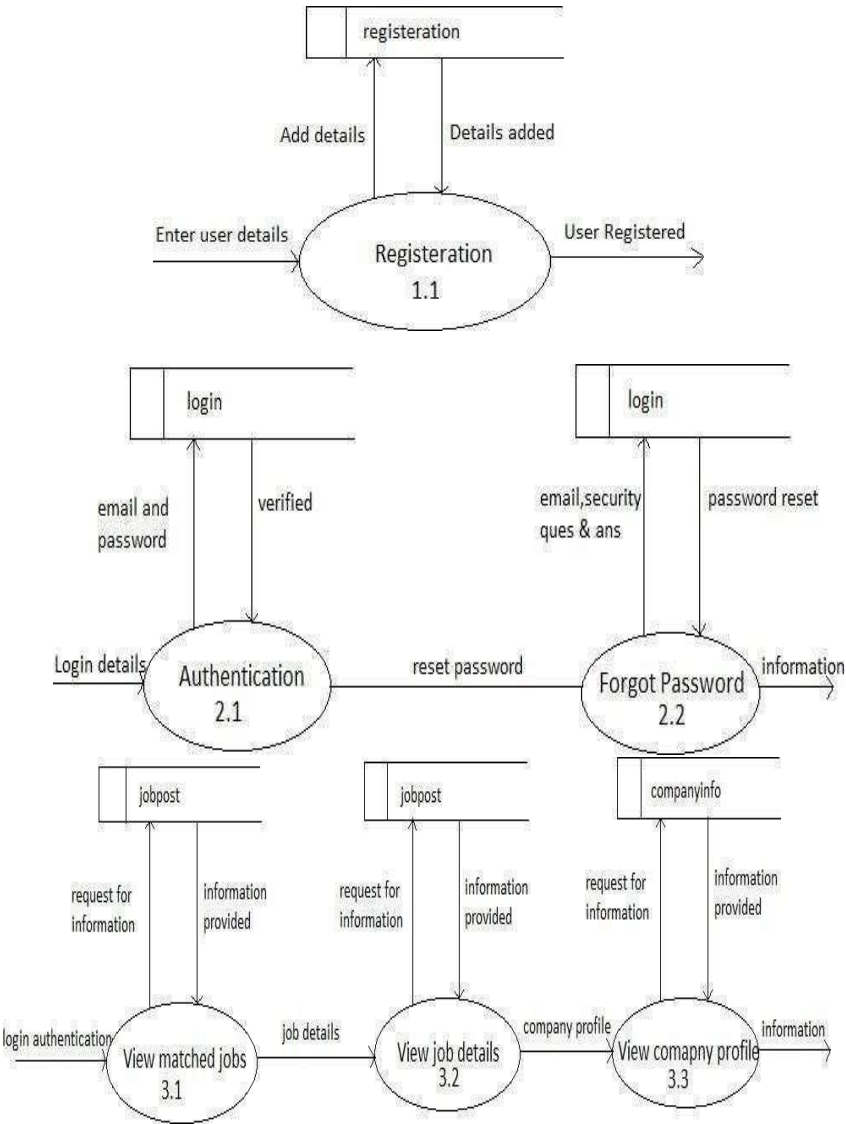 registeration
Add details
Details added
Enter user details
User Registered
Registeration
1.1
login
login
email and
password
verified
email,security
ques & ans
password reset
Login details
Authentication
2.1
reset password
Forgot Password
2.2
information
jobpost
jobpost
companyinfo
request for
information
information
provided
request for
information
information
provided
request for
information
information
provided
login authentication
View matched jobs
3.1
job details
View job details
3.2
company profile
View comapny profile
3.3
information